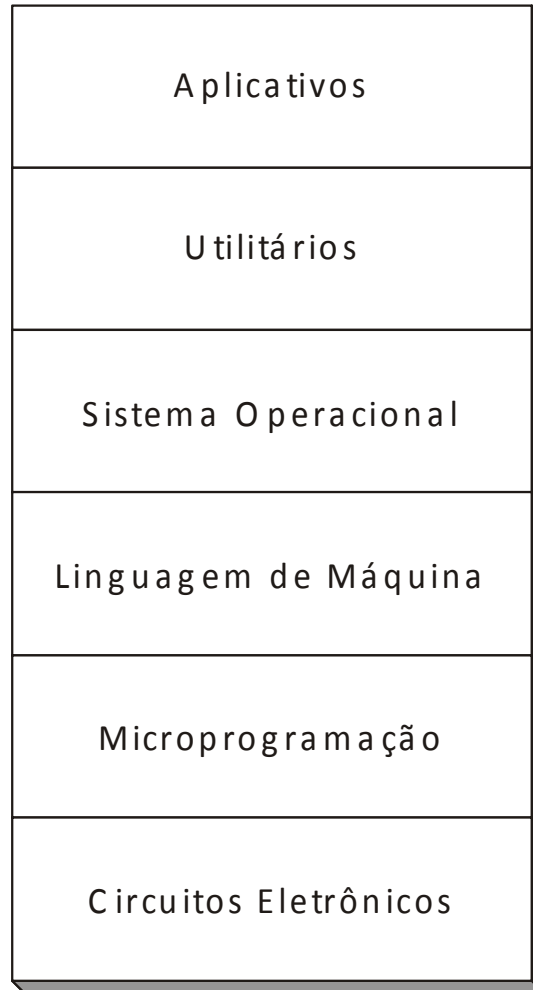 Aplicativos
Utilitários
Sistema Operacional
Linguagem de Máquina
Microprogramação
Circuitos Eletrônicos